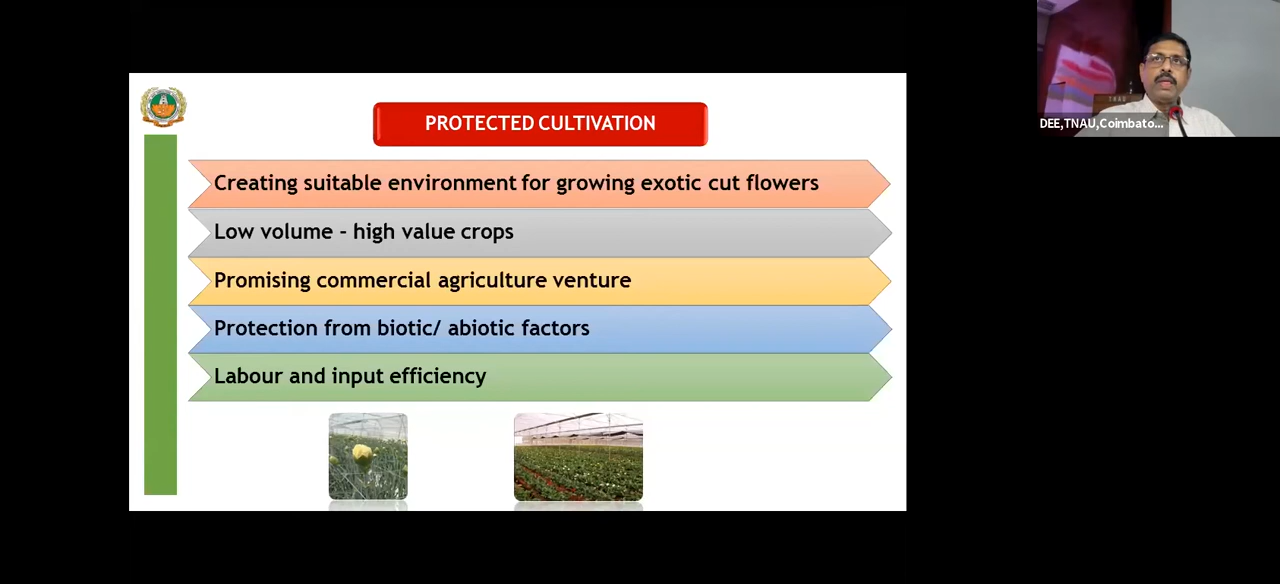 PROTECTED CULTIVATION
Creating suitable environment for growing exotic cut flowers
Low volume - high value crops
Promising commercial agriculture venture
Protection from biotic/ abiotic factors
Labour and input efficiency
TNAU
DEE,TNAU,Coimbato...